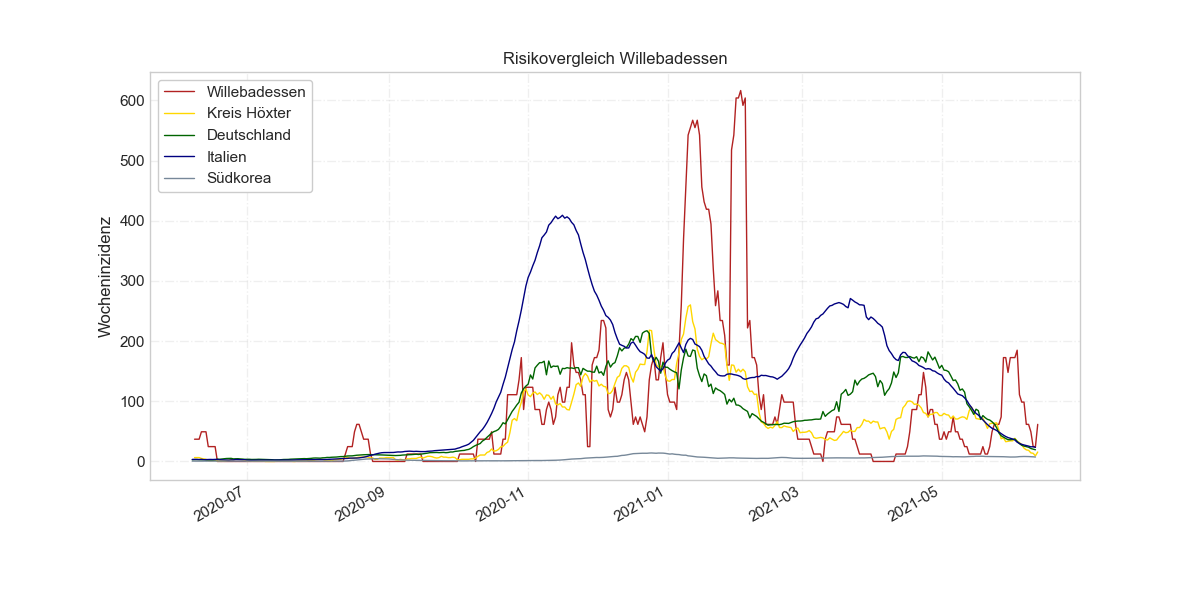 Risikovergleich Willebadessen
Willebadessen
Kreis Höxter
Deutschland
Italien
Südkorea
Wocheninzidenz
600
500
400
300
200
100
0
2020-07
2020-09
2020-11
2021-01
2021-03
2021-05